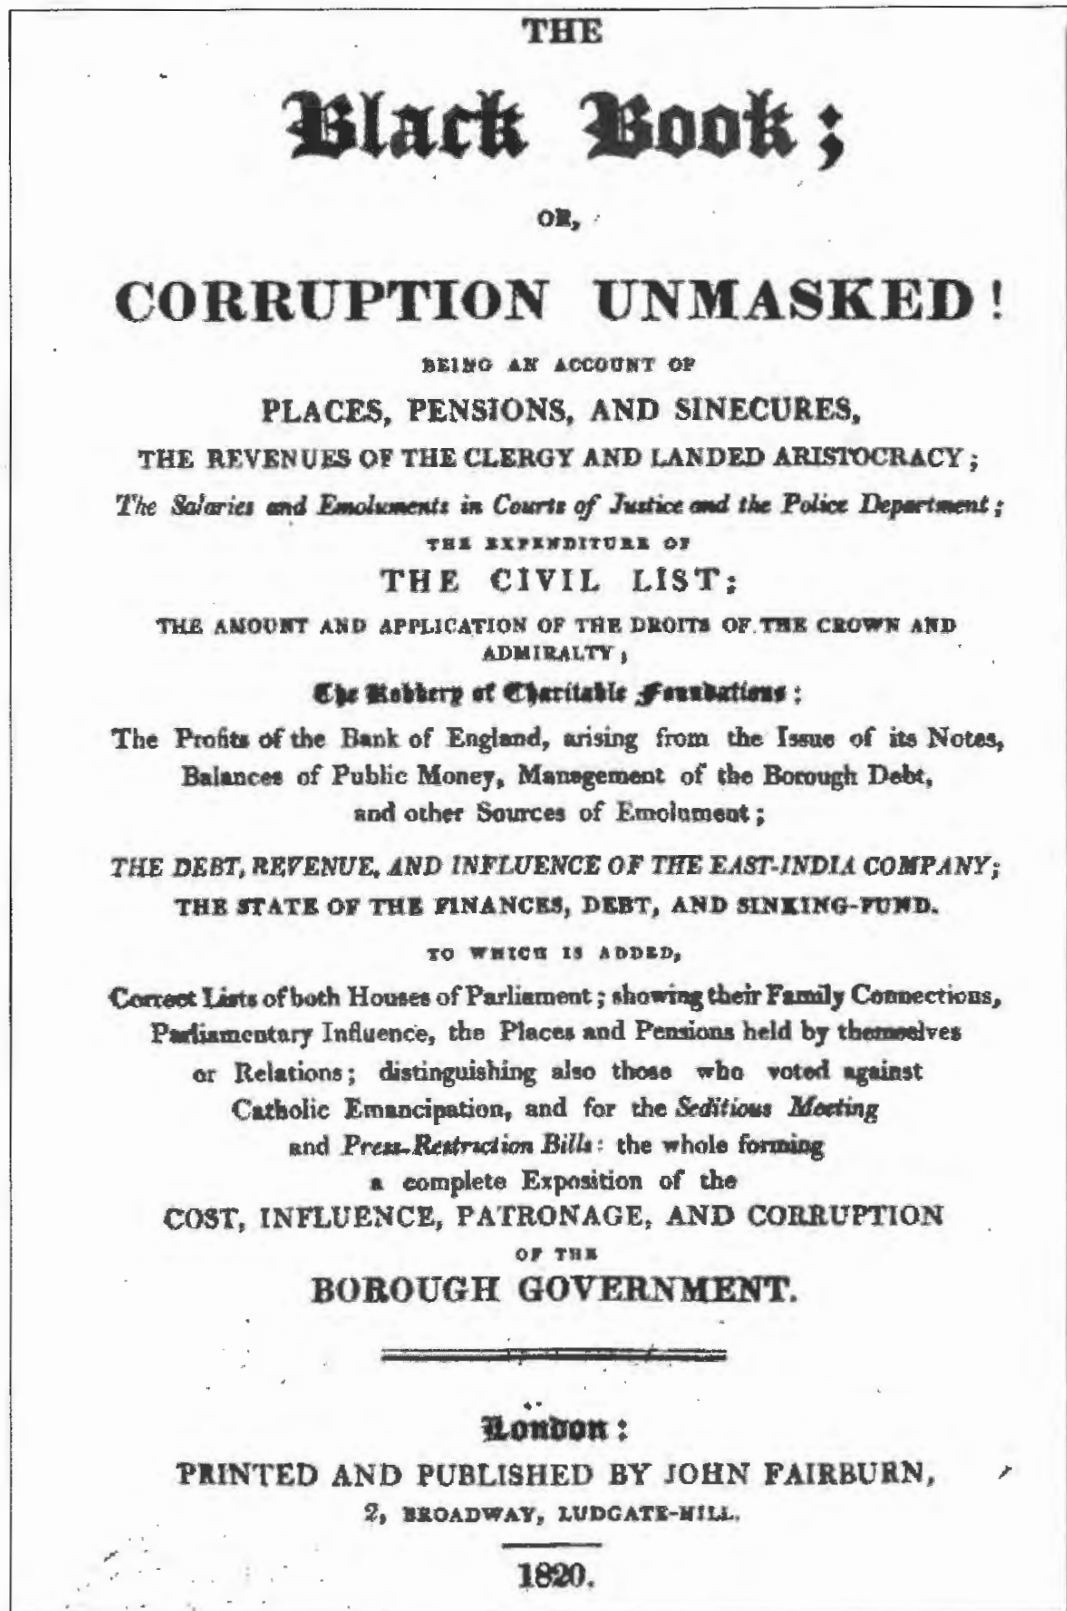 THE
Black Book;
OR,
CORRUPTION UNMASKED!
BEING AN ACCOUNT OF
PLACES, PENSIONS, AND SINECURES,
THE REVENUES OF THE CLERGY AND LANDED ARISTOCRACY;
The Salaries and Emoluments in Courts of Justice and the Police Department;
THE EXPENDITURE OF
THE CIVIL LIST;
THE AMOUNT AND APPLICATION OF THE DROITS OF THE CROWN AND
ADMIRALTY;
The Robbery of Charitable Foundations;
The Profits of the Bank of England, arising from the Issue of its Notes,
Balances of Public Money, Management of the Borough Debt,
and other Sources of Emolument;
THE DEBT, REVENUE, AND INFLUENCE OF THE EAST-INDIA COMPANY;
THE STATE OF THE FINANCES, DEBT, AND SINKING-FUND.
TO WHICH IS ADDED,
Correct Lists of both Houses of Parliament; showing their Family Connections,
Parliamentary Influence, the Places and Pensions held by themselves
or Relations; distinguishing also those who voted against
Catholic Emancipation, and for the Seditious Meeting
and Press-Restriction Bills: the whole forming
a complete Exposition of the
COST, INFLUENCE, PATRONAGE, AND CORRUPTION
OF THE
BOROUGH GOVERNMENT.
London:
PRINTED AND PUBLISHED BY JOHN FAIRBURN,
2, BROADWAY, LUDGATE-HILL.
1820.